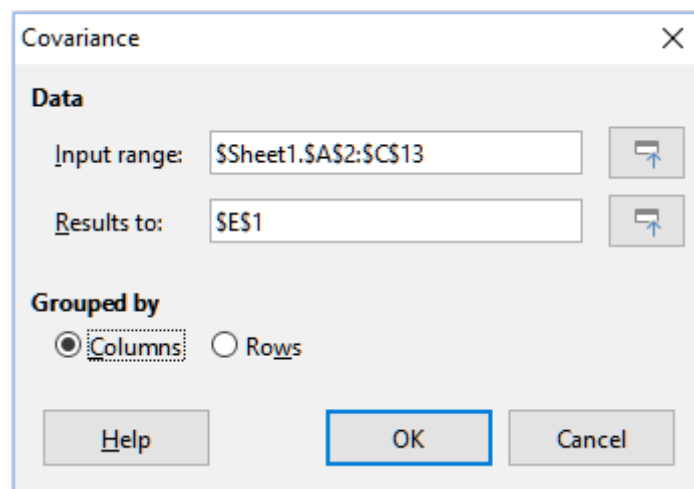 Covariance
Data
Input range: $Sheet1.$A$2:$C$13
Results to: $E$1
Grouped by
Columns Rows
Help OK Cancel